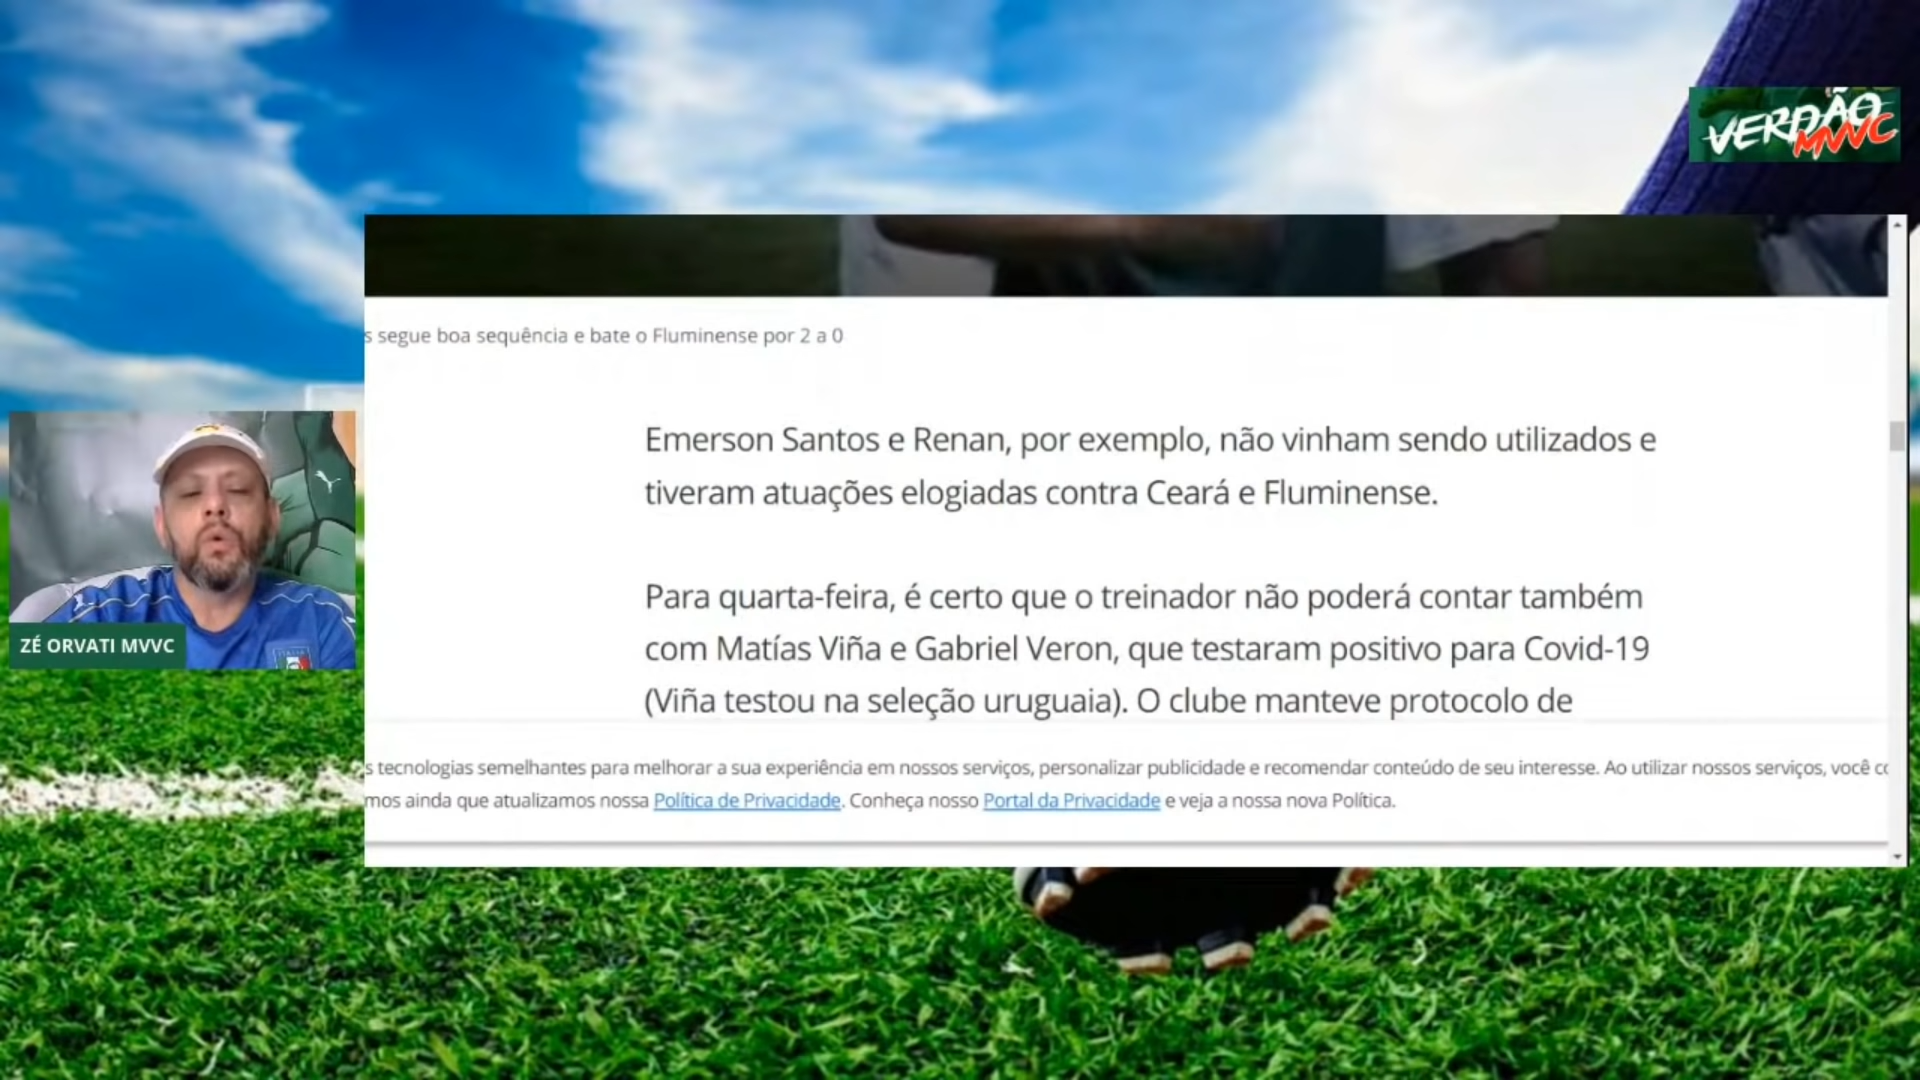 VERDÃO
MVVC
s segue boa sequência e bate o Fluminense por 2 a 0
Emerson Santos e Renan, por exemplo, não vinham sendo utilizados e
tiveram atuações elogiadas contra Ceará e Fluminense.
Para quarta-feira, é certo que o treinador não poderá contar também
com Matías Viña e Gabriel Veron, que testaram positivo para Covid-19
(Viña testou na seleção uruguaia). O clube manteve protocolo de
ZÉ ORVATI MVVC
s tecnologias semelhantes para melhorar a sua experiência em nossos serviços, personalizar publicidade e recomendar conteúdo de seu interesse. Ao utilizar nossos serviços, você
mos ainda que atualizamos nossa Política de Privacidade. Conheça nosso Portal da Privacidade e veja a nossa nova Política.